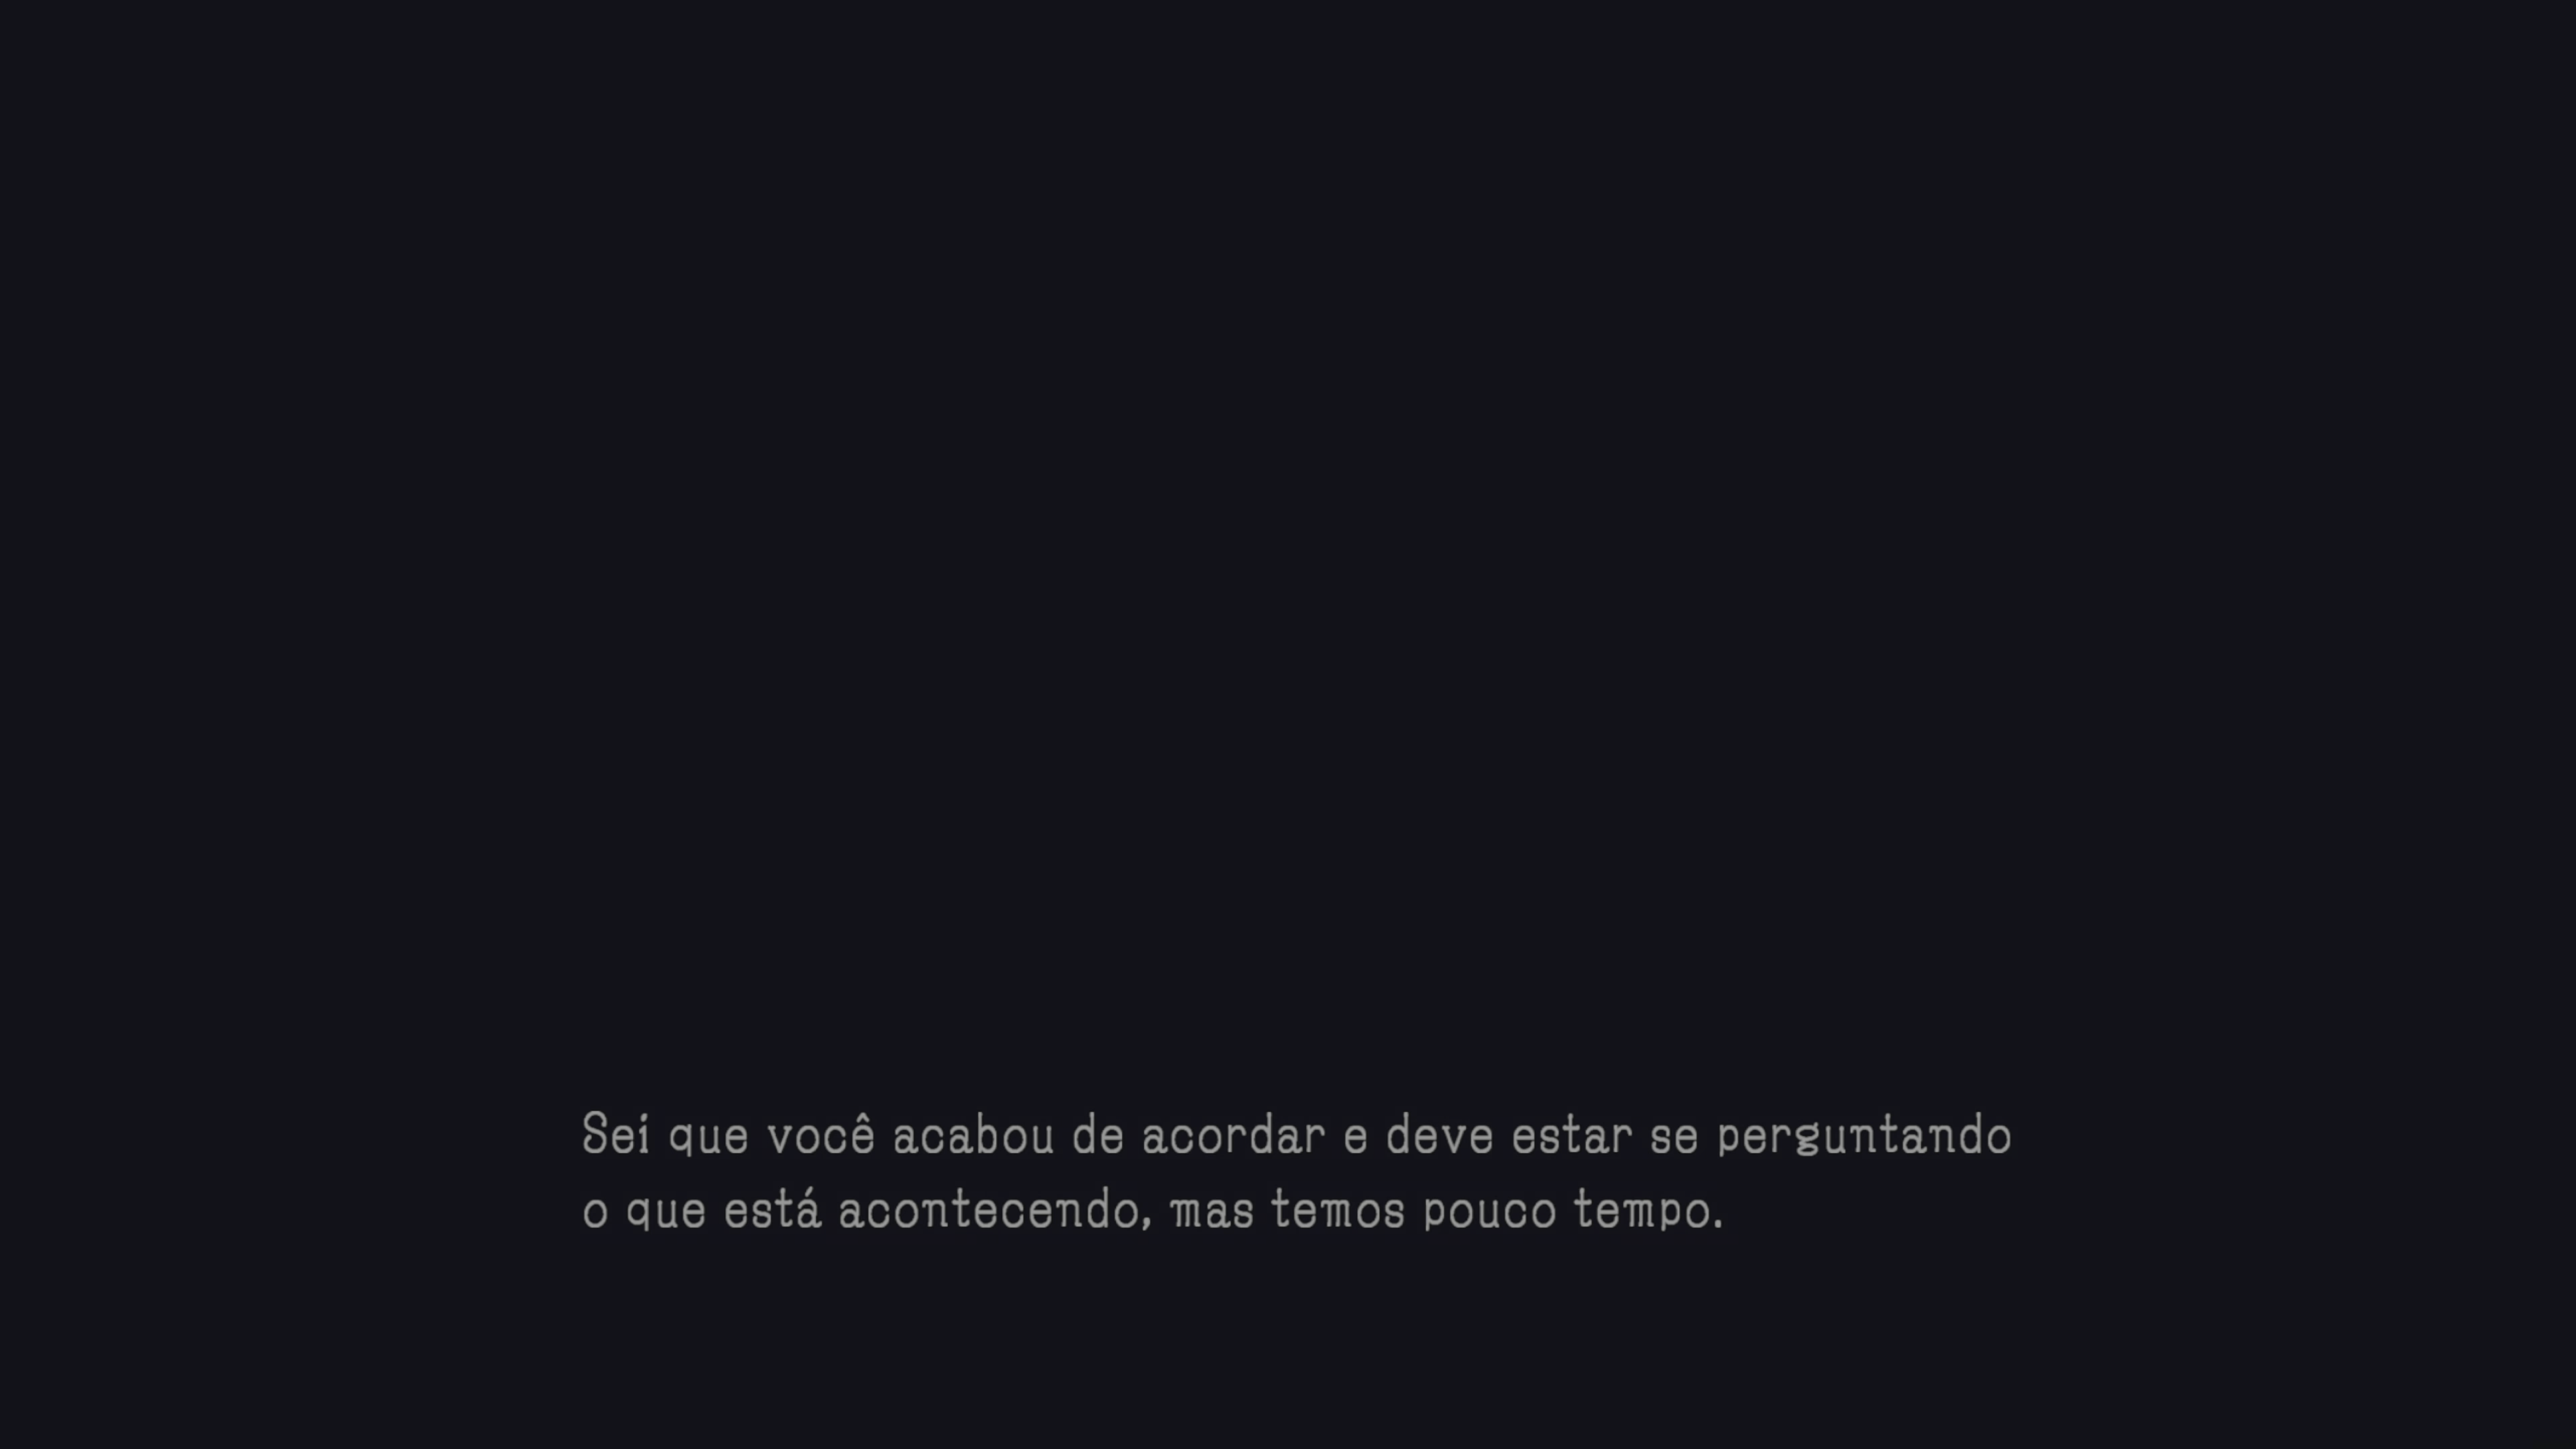 Sei que você acabou de acordar e deve estar se perguntando
o que está acontecendo, mas temos pouco tempo.